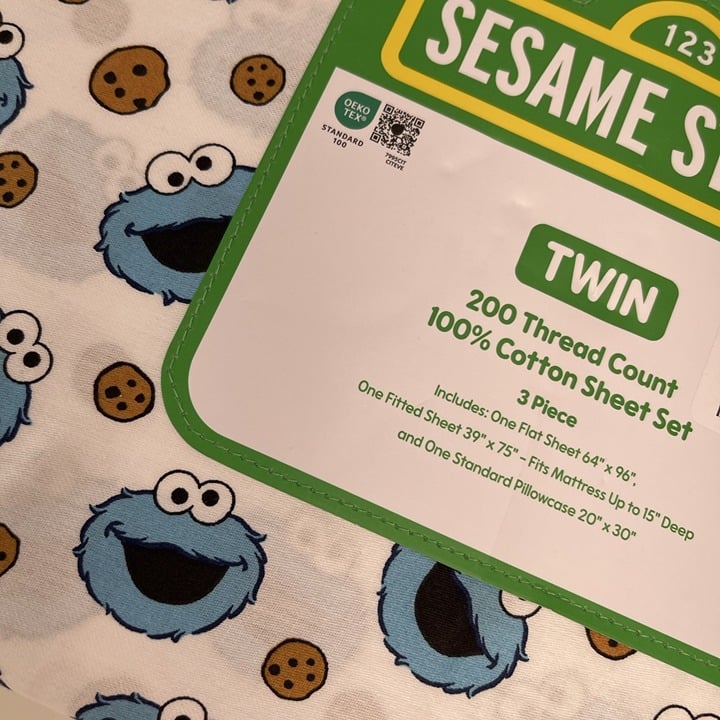 123
SESAME S
OEKO
TEX®
STANDARD
100
CITEVE
TWIN
200 Thread Count
100% Cotton Sheet Set
3 Piece
Includes: One Flat Sheet 64" x 96",
One Fitted Sheet 39" x 75" – Fits Mattress Up to 15" Deep
and One Standard Pillowcase 20" x 30"